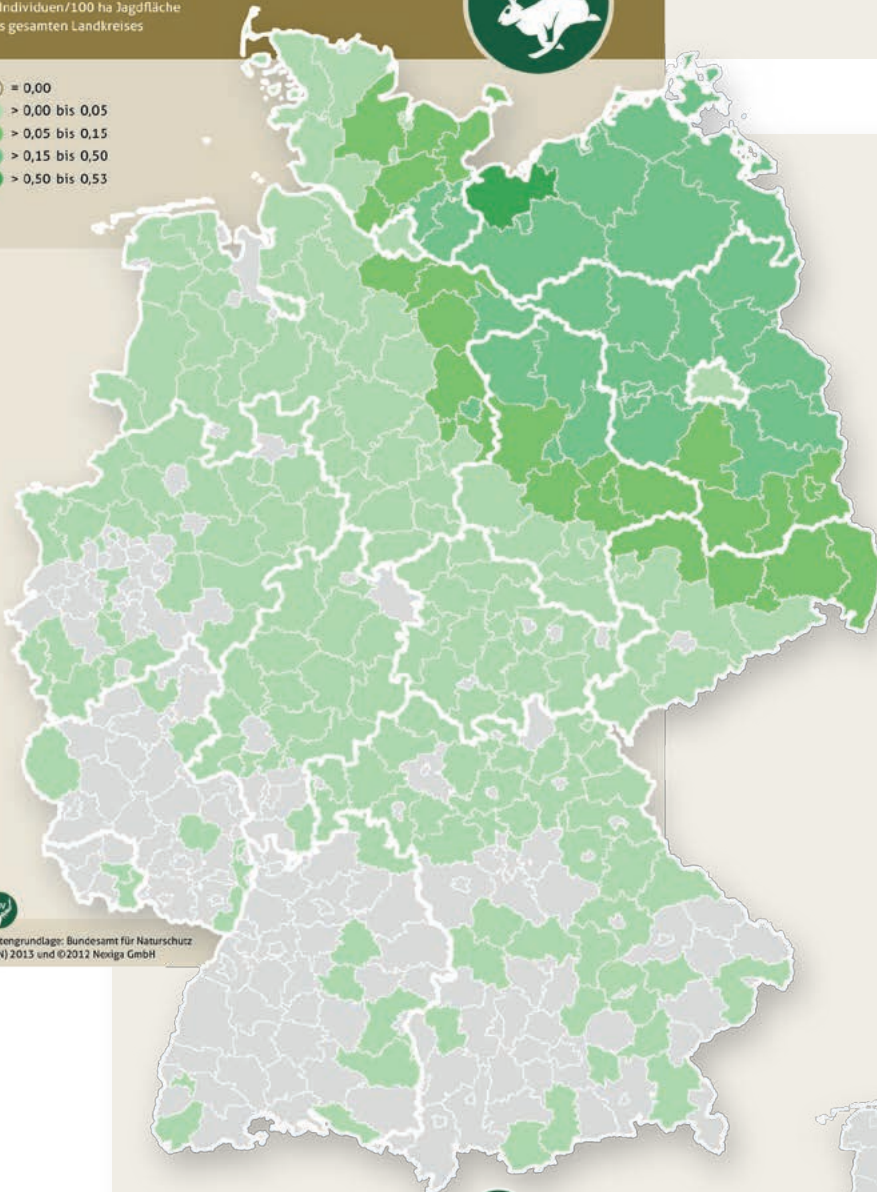 Individuen/100 ha Jagdfläche
s gesamten Landkreises
= 0,00
> 0,00 bis 0,05
> 0,05 bis 0,15
> 0,15 bis 0,50
> 0,50 bis 0,53
tengrundlage: Bundesamt für Naturschutz
N) 2013 und ©2012 Nexiga GmbH